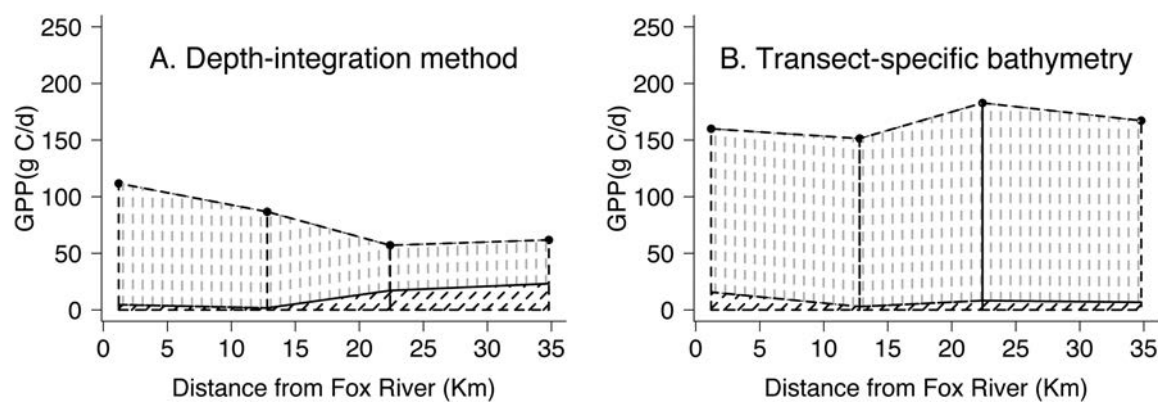 A. Depth-integration method
GPP(g C/d)
250
200
150
100
50
0
0 5 10 15 20 25 30 35
Distance from Fox River (Km)
B. Transect-specific bathymetry
GPP(g C/d)
250
200
150
100
50
0
0 5 10 15 20 25 30 35
Distance from Fox River (Km)